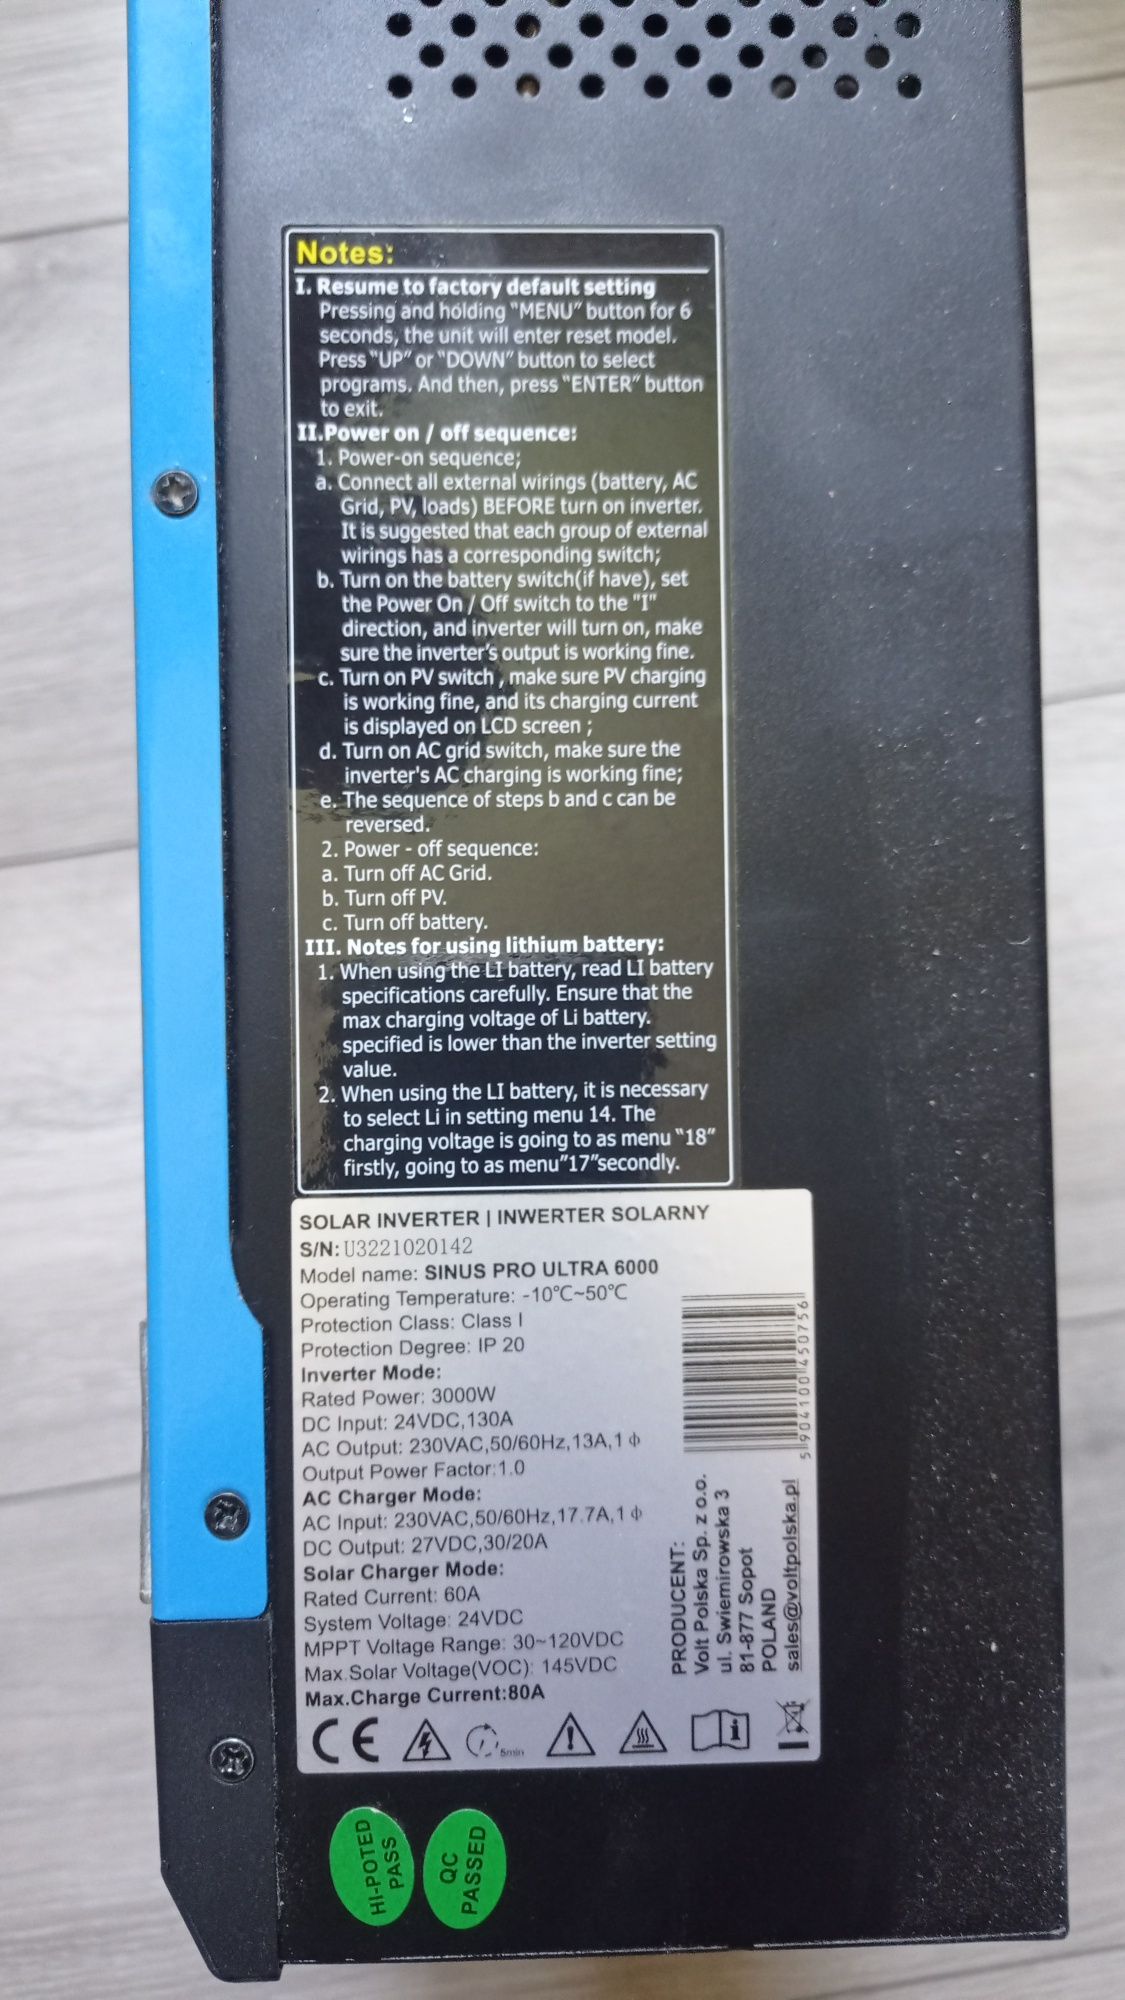 Notes:
I. Resume to factory default setting
Pressing and holding "MENU" button for 6
seconds, the unit will enter reset model.
Press "UP" or "DOWN" button to select
programs. And then, press "ENTER" button
to exit.
II.Power on / off sequence:
1. Power-on sequence;
a. Connect all external wirings (battery, AC
Grid, PV, loads) BEFORE turn on inverter.
It is suggested that each group of external
wirings has a corresponding switch;
b. Turn on the battery switch(if have), set
the Power On / Off switch to the "I"
direction, and inverter will turn on, make
sure the inverter's output is working fine.
c. Turn on PV switch , make sure PV charging
is working fine, and its charging current
is displayed on LCD screen ;
d. Turn on AC grid switch, make sure the
inverter's AC charging is working fine;
e. The sequence of steps b and c can be
reversed.
2. Power - off sequence:
a. Turn off AC Grid.
b. Turn off PV.
c. Turn off battery.
III. Notes for using lithium battery:
1. When using the LI battery, read LI battery
specifications carefully. Ensure that the
max charging voltage of Li battery.
specified is lower than the inverter setting
value.
2. When using the LI battery, it is necessary
to select Li in setting menu 14. The
charging voltage is going to as menu "18"
firstly, going to as menu"17"secondly.
SOLAR INVERTER | INWERTER SOLARNY
S/N: U3221020142
Model name: SINUS PRO ULTRA 6000
Operating Temperature: -10℃~50℃
Protection Class: Class I
Protection Degree: IP 20
Inverter Mode:
Rated Power: 3000W
DC Input: 24VDC,130A
AC Output: 230VAC,50/60Hz,13A,1 ϕ
Output Power Factor:1.0
AC Charger Mode:
AC Input: 230VAC,50/60Hz,17.7A,1 ϕ
DC Output: 27VDC,30/20A
Solar Charger Mode:
Rated Current: 60A
System Voltage: 24VDC
MPPT Voltage Range: 30~120VDC
Max.Solar Voltage(VOC): 145VDC
Max.Charge Current:80A
5 904100 450756
PRODUCENT:
Volt Polska Sp. z o.o.
ul. Swiemirowska 3
81-877 Sopot
POLAND
sales@voltpolska.pl
CE
5min
HI-POTED
PASS
QC
PASSED